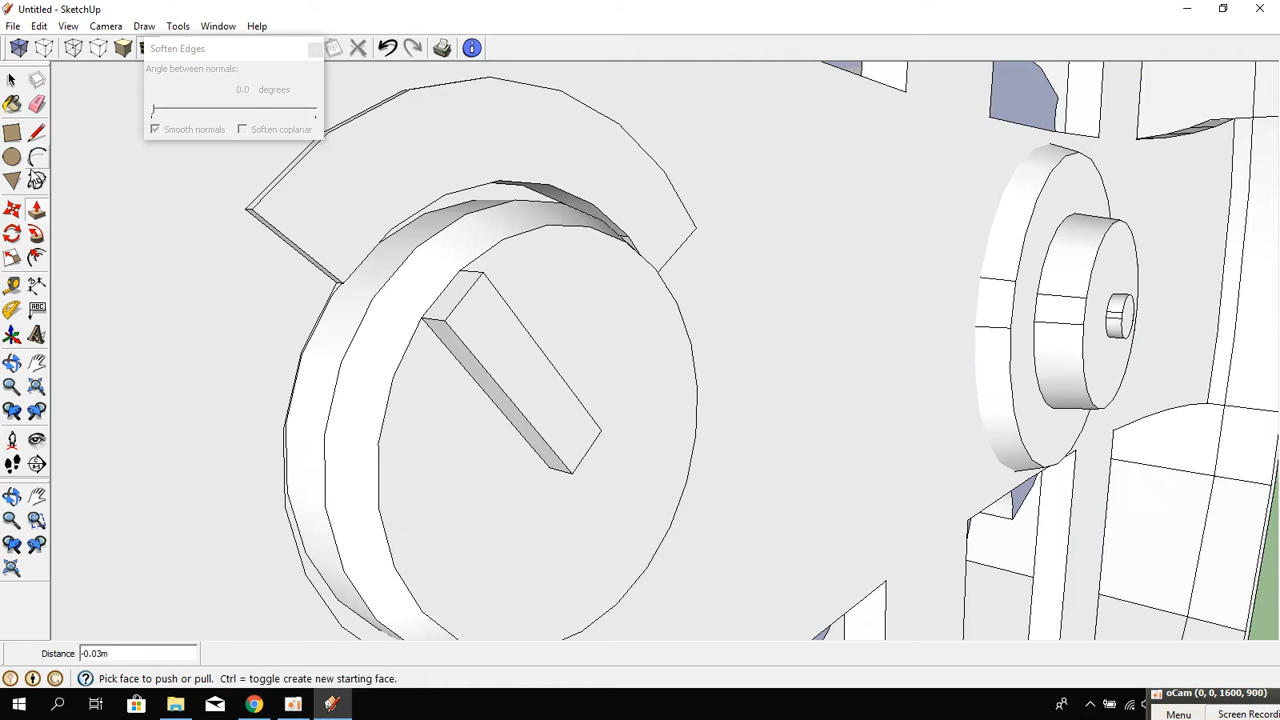 Untitled - SketchUp
File Edit View Camera Draw Tools Window Help
Soften Edges
Angle between normals:
0.0 degrees
Smooth normals Soften coplanar
ABC
Distance -0.03m
Pick face to push or pull. Ctrl = toggle create new starting face.
oCam (0, 0, 1600, 900)
Menu Screen Recordi